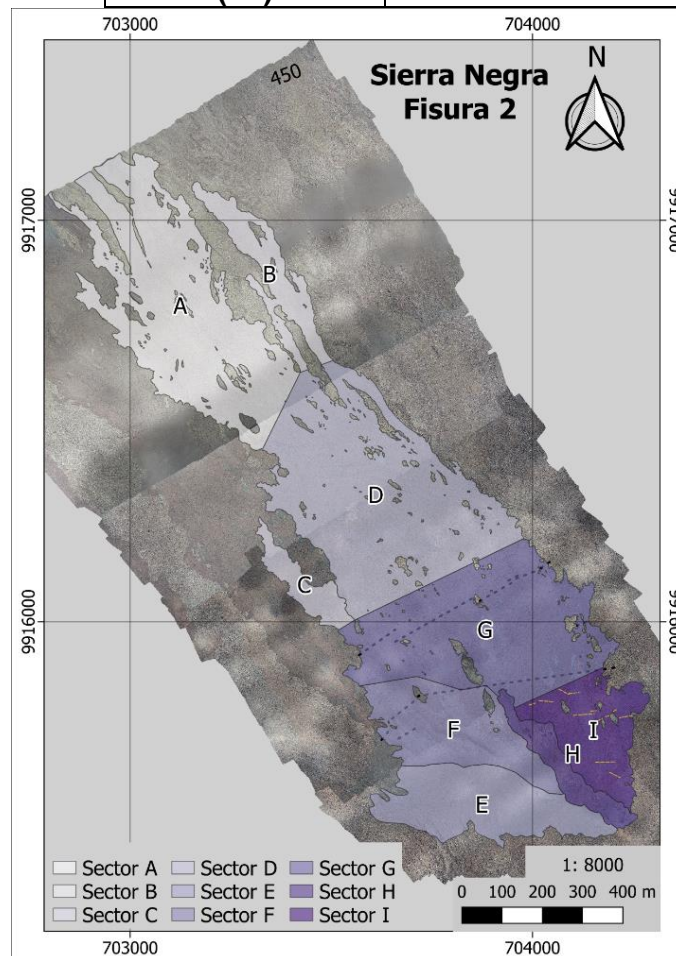 703000
704000
450
Sierra Negra
Fisura 2
N
9917000
9917000
B
A
D
C
9916000
9916000
G
I
F
H
E
Sector A
Sector D
Sector G
Sector B
Sector E
Sector H
Sector C
Sector F
Sector I
1: 8000
0 100 200 300 400 m
703000
704000